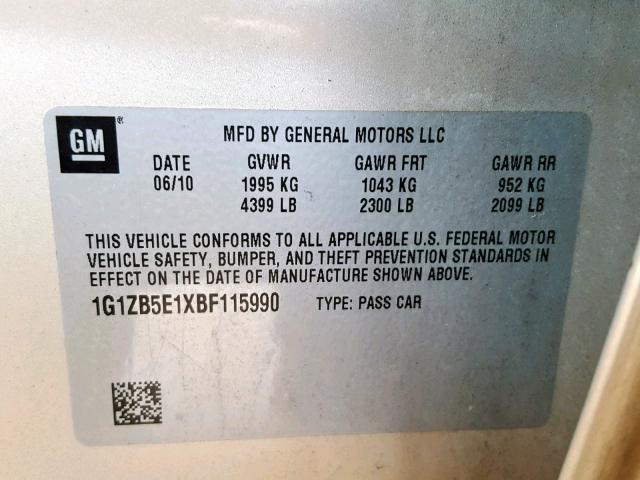 GM®
MFD BY GENERAL MOTORS LLC
DATE GVWR GAWR FRT GAWR RR
06/10 1995 KG 1043 KG 952 KG
4399 LB 2300 LB 2099 LB
THIS VEHICLE CONFORMS TO ALL APPLICABLE U.S. FEDERAL MOTOR
VEHICLE SAFETY, BUMPER, AND THEFT PREVENTION STANDARDS IN
EFFECT ON THE DATE OF MANUFACTURE SHOWN ABOVE.
1G1ZB5E1XBF115990 TYPE: PASS CAR